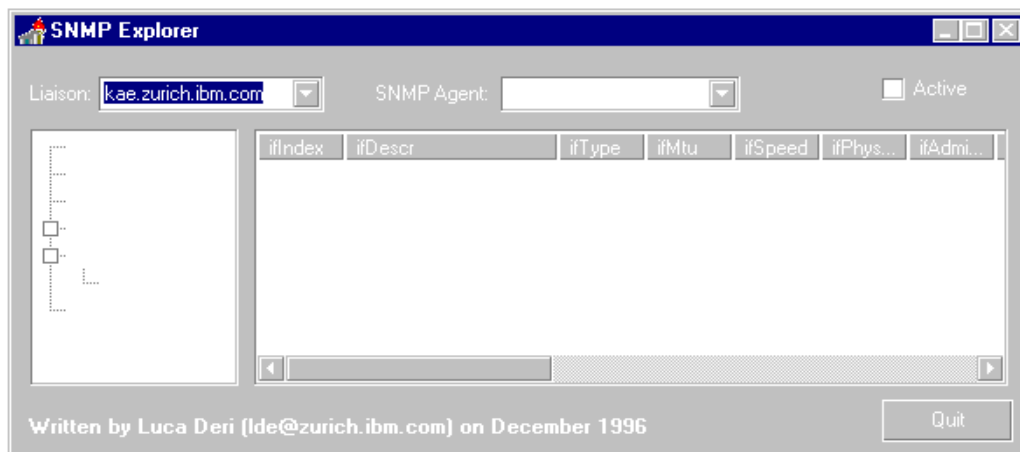 SNMP Explorer
Liaison: kae.zurich.ibm.com SNMP Agent: Active
ifIndex ifDescr ifType ifMtu ifSpeed ifPhys... ifAdmi...
Written by Luca Deri (lde@zurich.ibm.com) on December 1996 Quit